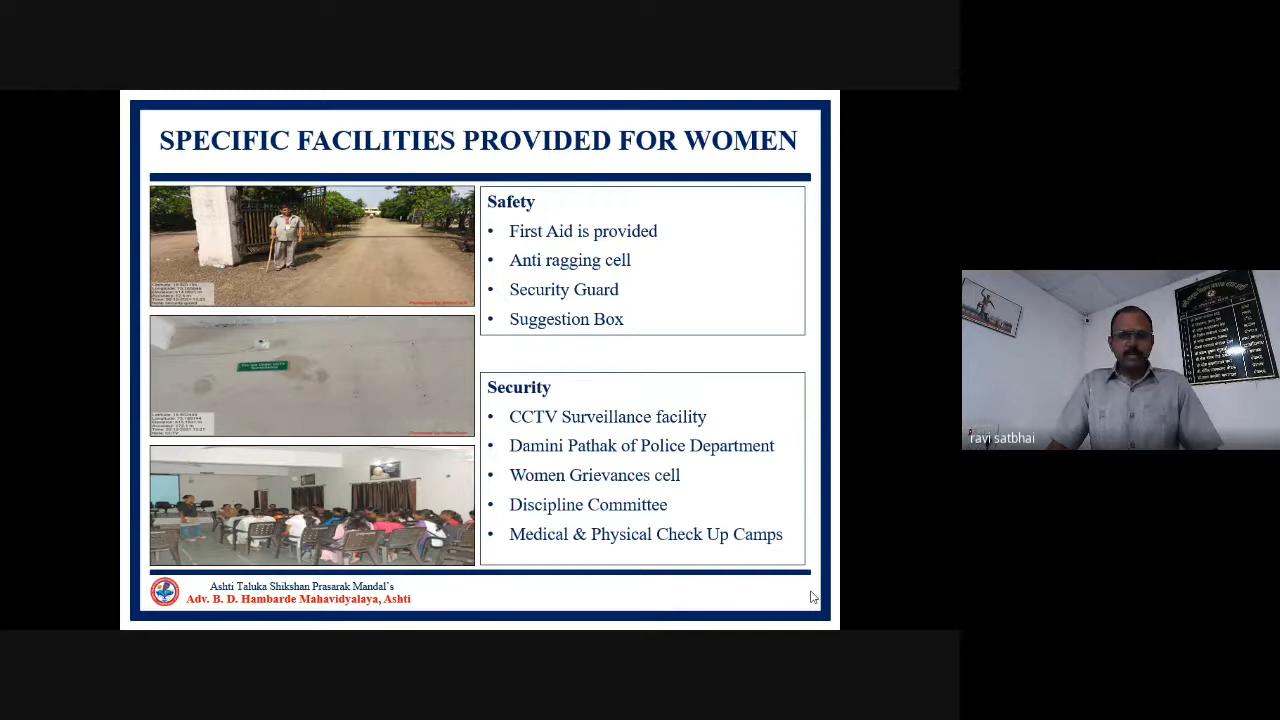 SPECIFIC FACILITIES PROVIDED FOR WOMEN
Safety
• First Aid is provided
• Anti ragging cell
• Security Guard
• Suggestion Box
Security
• CCTV Surveillance facility
• Damini Pathak of Police Department
• Women Grievances cell
• Discipline Committee
• Medical & Physical Check Up Camps
Ashti Taluka Shikshan Prasarak Mandal's
Adv. B. D. Hambarde Mahavidyalaya, Ashti
ravi satbhai